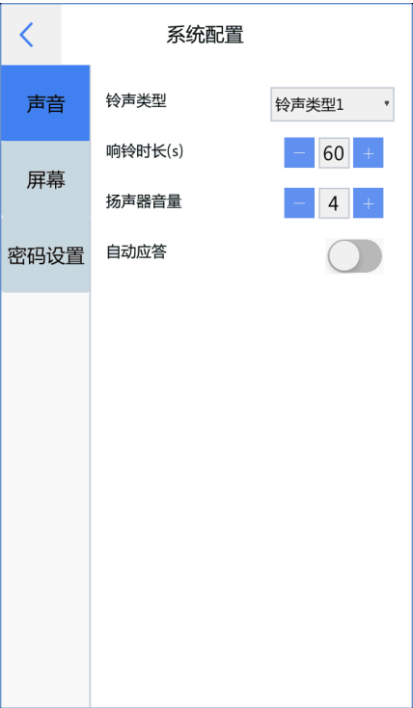 系统配置
声音
屏幕
密码设置
铃声类型 铃声类型1
响铃时长(s) － 60 +
扬声器音量 － 4 +
自动应答